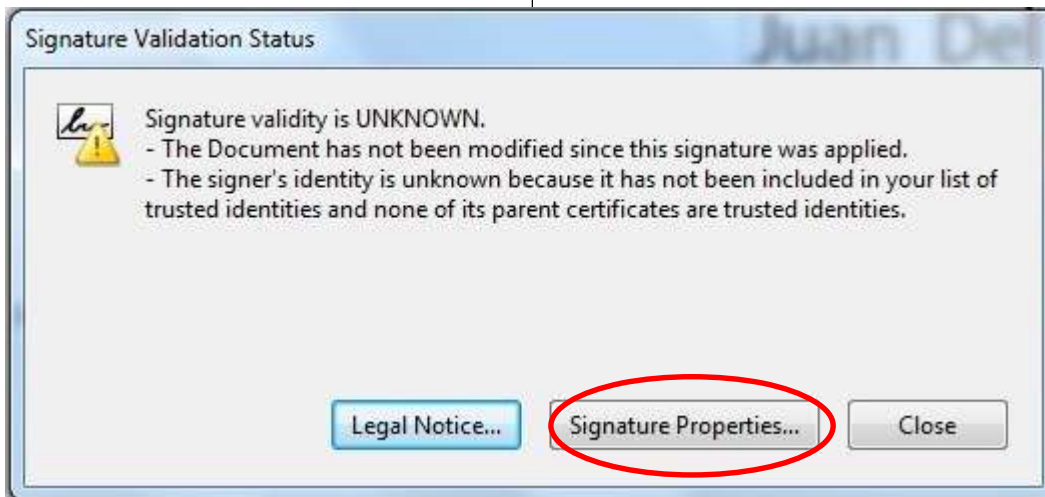 Juan Del
Signature Validation Status
Signature validity is UNKNOWN.
- The Document has not been modified since this signature was applied.
- The signer's identity is unknown because it has not been included in your list of
trusted identities and none of its parent certificates are trusted identities.
Legal Notice...
Signature Properties...
Close